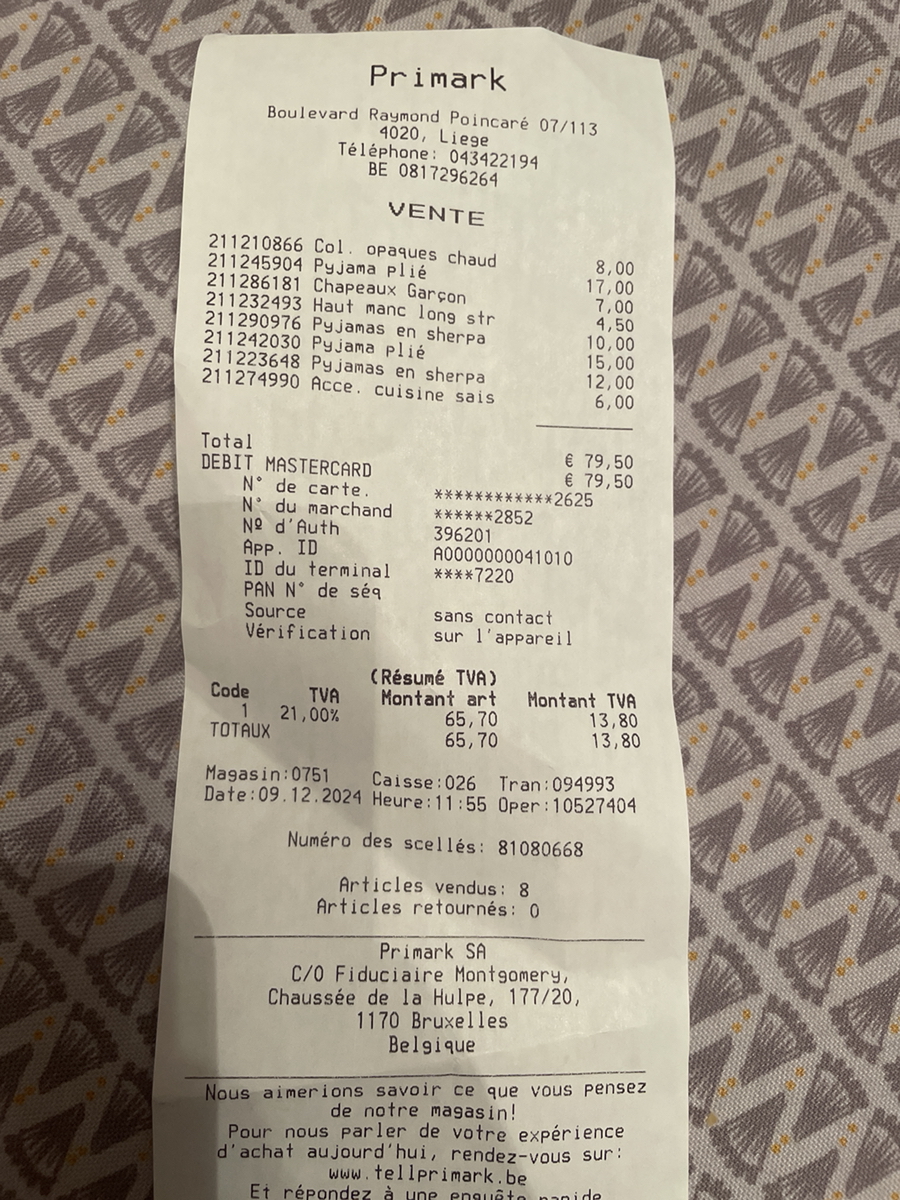 Primark
Boulevard Raymond Poincaré 07/113
4020, Liege
Téléphone: 043422194
BE 0817296264
VENTE
211210866 Col. opaques chaud 8,00
211245904 Pyjama plié 17,00
211286181 Chapeaux Garçon 7,00
211232493 Haut manc long str 4,50
211290976 Pyjamas en sherpa 10,00
211242030 Pyjama plié 15,00
211223648 Pyjamas en sherpa 12,00
211274990 Acce. cuisine sais 6,00
Total € 79,50
DEBIT MASTERCARD € 79,50
N° de carte. ************2625
N° du marchand ******2852
Nº d'Auth 396201
App. ID A0000000041010
ID du terminal ****7220
PAN N° de séq
Source sans contact
Vérification sur l'appareil
(Résumé TVA)
Code TVA Montant art Montant TVA
1 21,00% 65,70 13,80
TOTAUX 65,70 13,80
Magasin:0751 Caisse:026 Tran:094993
Date:09.12.2024 Heure:11:55 Oper:10527404
Numéro des scellés: 81080668
Articles vendus: 8
Articles retournés: 0
Primark SA
C/O Fiduciaire Montgomery,
Chaussée de la Hulpe, 177/20,
1170 Bruxelles
Belgique
Nous aimerions savoir ce que vous pensez
de notre magasin!
Pour nous parler de votre expérience
d'achat aujourd'hui, rendez-vous sur:
www.tellprimark.be
Et répondez à une enquête rapide